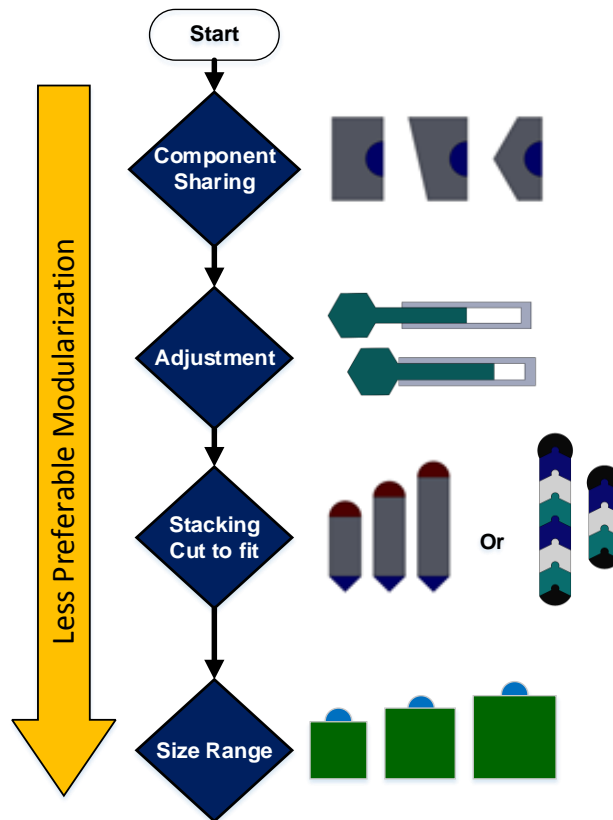 Start
Component
Sharing
Adjustment
Stacking
Cut to fit
Or
Size Range
Less Preferable Modularization